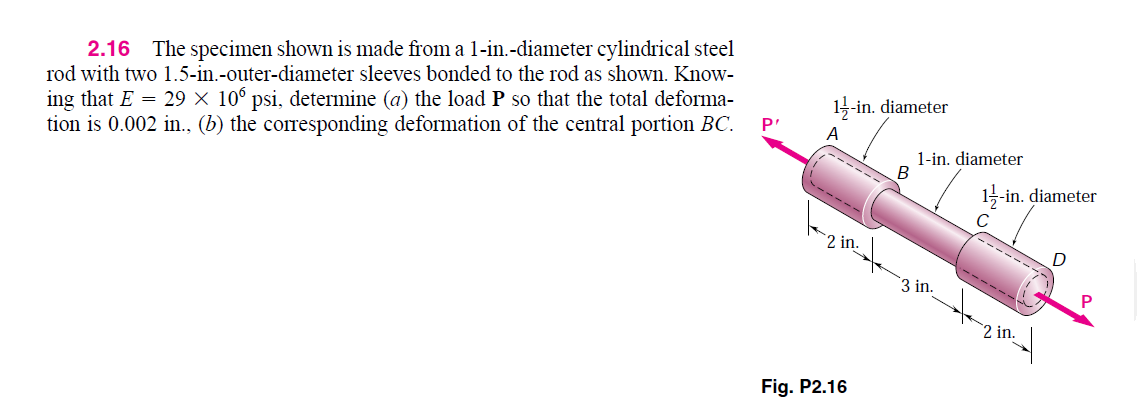 2.16 The specimen shown is made from a 1-in.-diameter cylindrical steel
rod with two 1.5-in.-outer-diameter sleeves bonded to the rod as shown. Know-
ing that E = 29 × 10⁶ psi, determine (a) the load P so that the total deforma-
tion is 0.002 in., (b) the corresponding deformation of the central portion BC.
1½-in. diameter
P'
A
1-in. diameter
B
1½-in. diameter
C
2 in.
D
3 in.
P
2 in.
Fig. P2.16